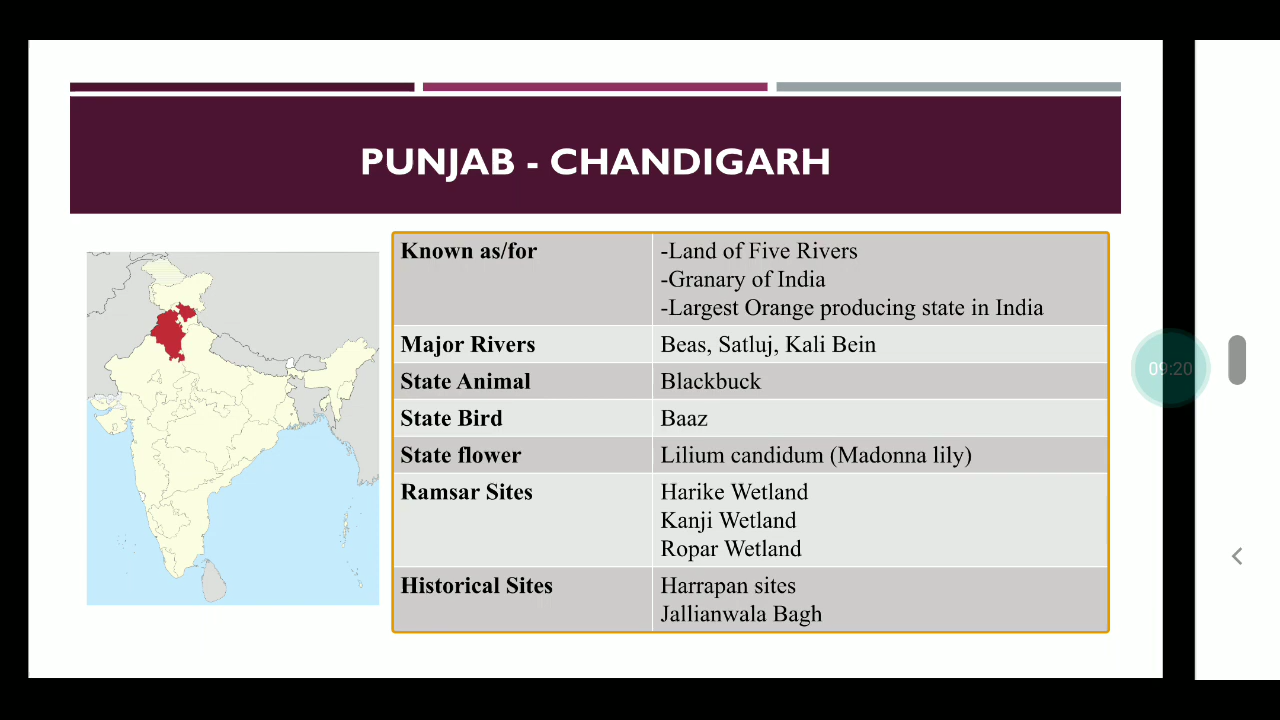 PUNJAB - CHANDIGARH
Known as/for
-Land of Five Rivers
-Granary of India
-Largest Orange producing state in India
Major Rivers
Beas, Satluj, Kali Bein
State Animal
Blackbuck
State Bird
Baaz
State flower
Lilium candidum (Madonna lily)
Ramsar Sites
Harike Wetland
Kanji Wetland
Ropar Wetland
Historical Sites
Harrapan sites
Jallianwala Bagh
09:20